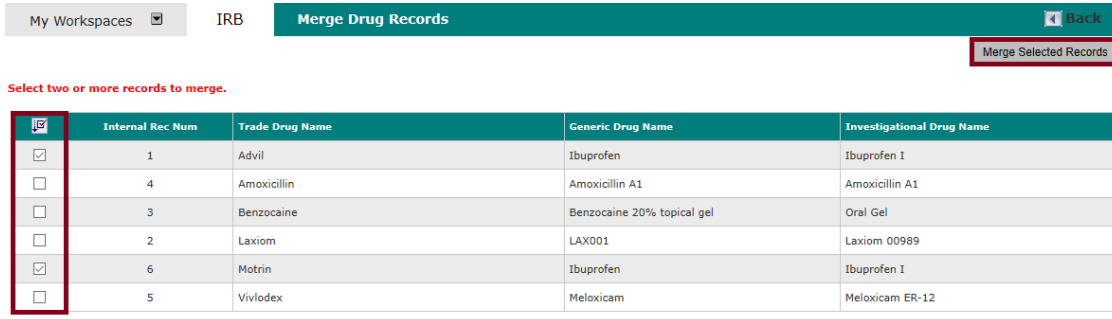 My Workspaces IRB Merge Drug Records Back
Merge Selected Records
Select two or more records to merge.
Internal Rec Num Trade Drug Name Generic Drug Name Investigational Drug Name
1 Advil Ibuprofen Ibuprofen I
4 Amoxicillin Amoxicillin A1 Amoxicillin A1
3 Benzocaine Benzocaine 20% topical gel Oral Gel
2 Laxiom LAX001 Laxiom 00989
6 Motrin Ibuprofen Ibuprofen I
5 Vivlodex Meloxicam Meloxicam ER-12